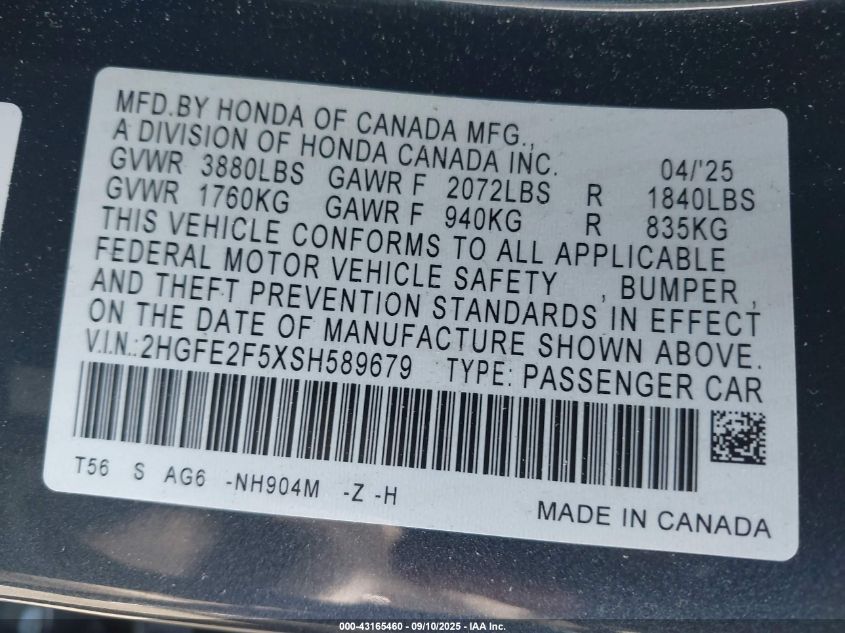 MFD.BY HONDA OF CANADA MFG.,
A DIVISION OF HONDA CANADA INC. 04/'25
GVWR 3880LBS GAWR F 2072LBS R 1840LBS
GVWR 1760KG GAWR F 940KG R 835KG
THIS VEHICLE CONFORMS TO ALL APPLICABLE
FEDERAL MOTOR VEHICLE SAFETY , BUMPER ,
AND THEFT PREVENTION STANDARDS IN EFFECT
ON THE DATE OF MANUFACTURE SHOWN ABOVE.
V.I.N.:2HGFE2F5XSH589679 TYPE: PASSENGER CAR
T56 S AG6 -NH904M -Z -H
MADE IN CANADA
000-43165460 - 09/10/2025 - IAA Inc.